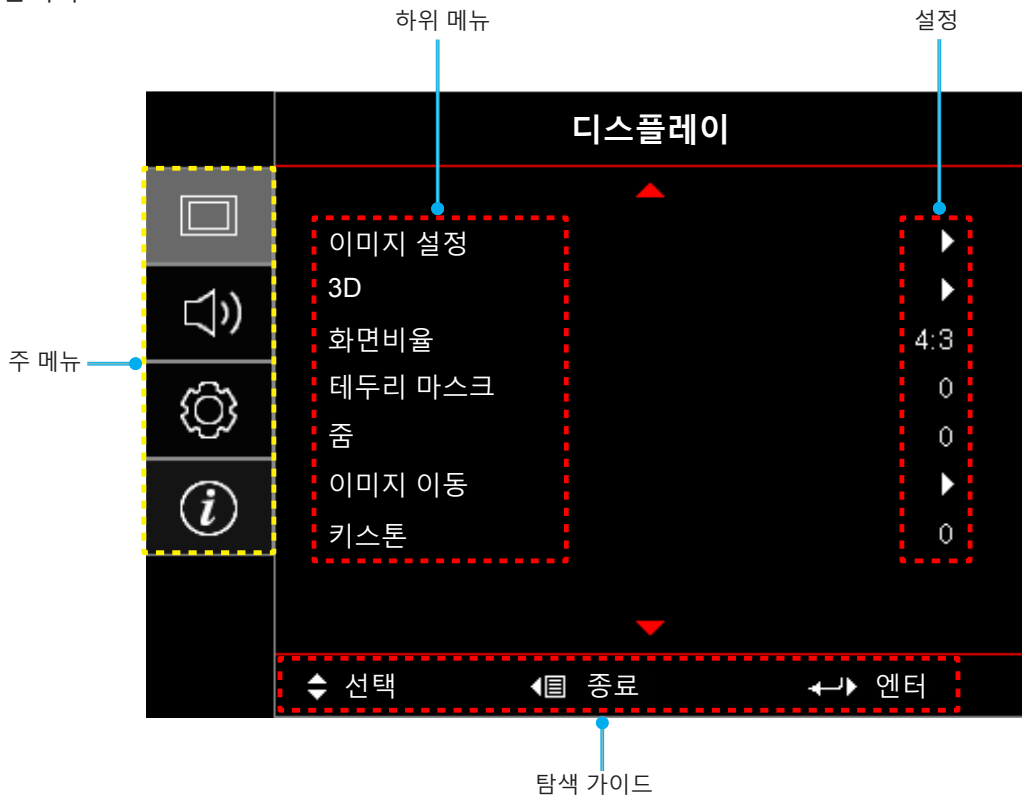 하위 메뉴
설정
디스플레이
이미지 설정
3D
화면비율 4:3
테두리 마스크 0
줌 0
이미지 이동
키스톤 0
주 메뉴
선택 종료 엔터
탐색 가이드